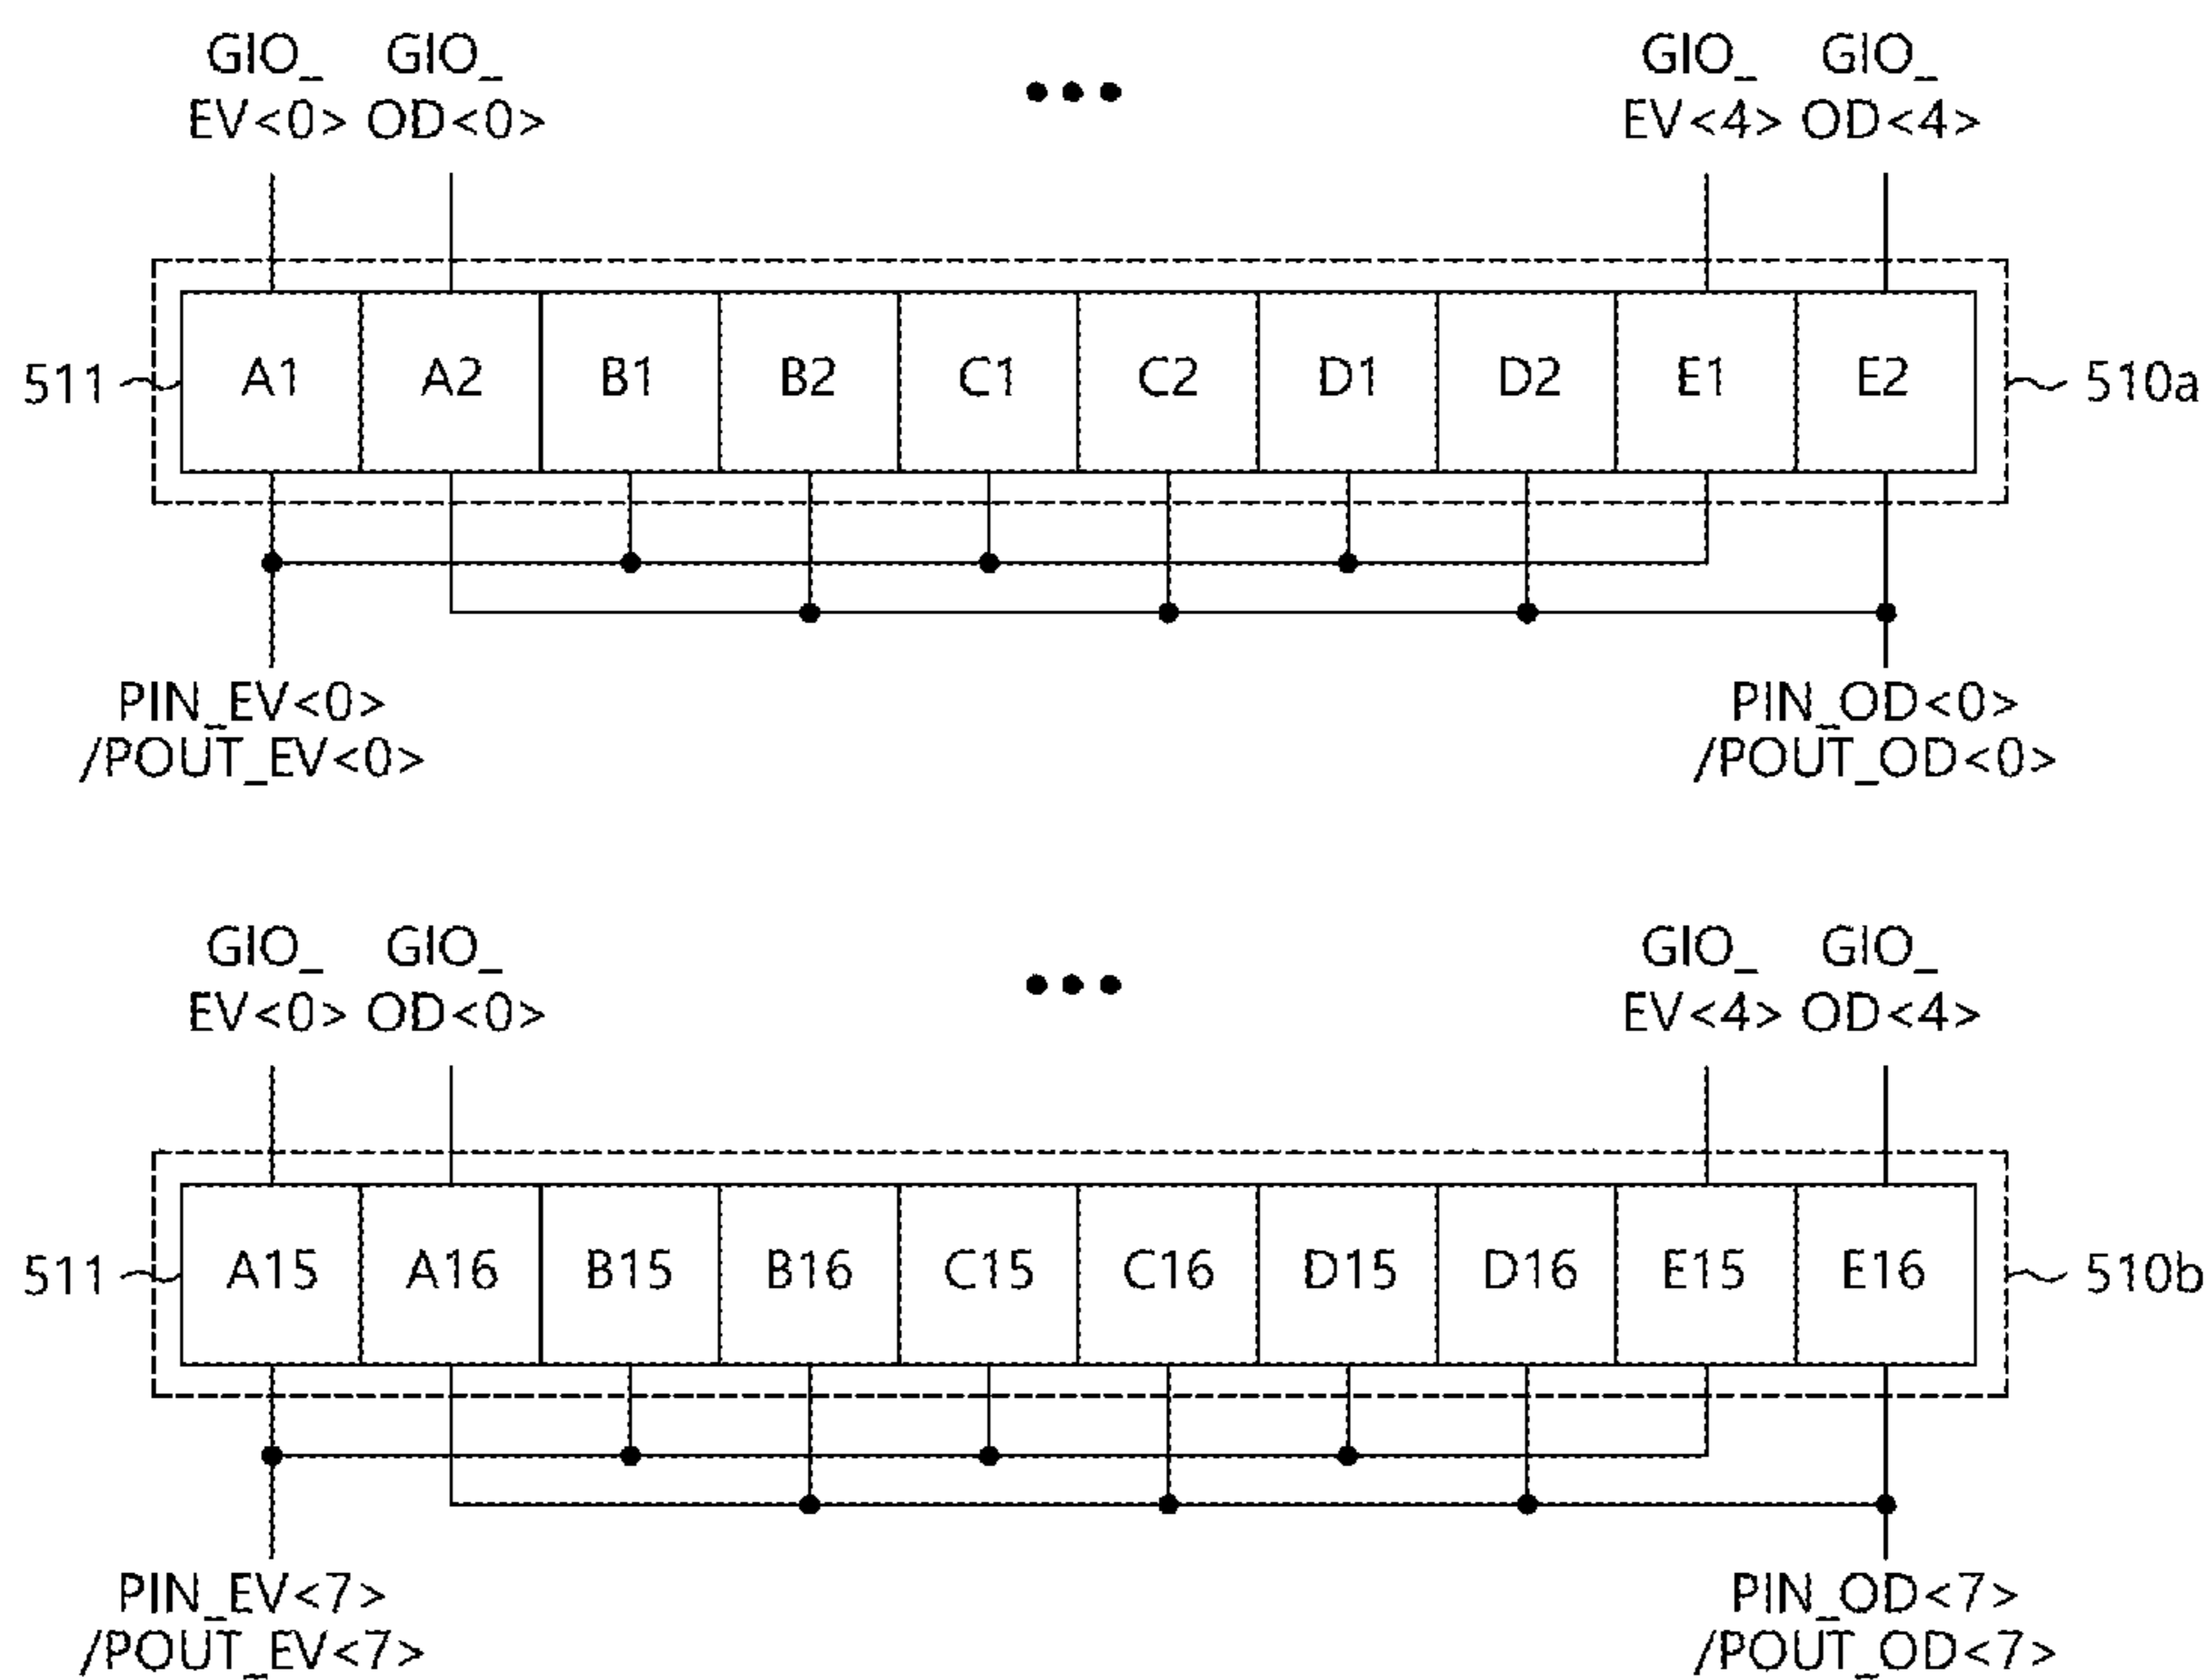 GIO_ GIO_ GIO_ GIO_
EV<0> OD<0> ••• EV<4> OD<4>
511 A1 A2 B1 B2 C1 C2 D1 D2 E1 E2 510a
PIN_EV<0> PIN_OD<0>
/POUT_EV<0> /POUT_OD<0>
GIO_ GIO_ GIO_ GIO_
EV<0> OD<0> ••• EV<4> OD<4>
511 A15 A16 B15 B16 C15 C16 D15 D16 E15 E16 510b
PIN_EV<7> PIN_OD<7>
/POUT_EV<7> /POUT_OD<7>